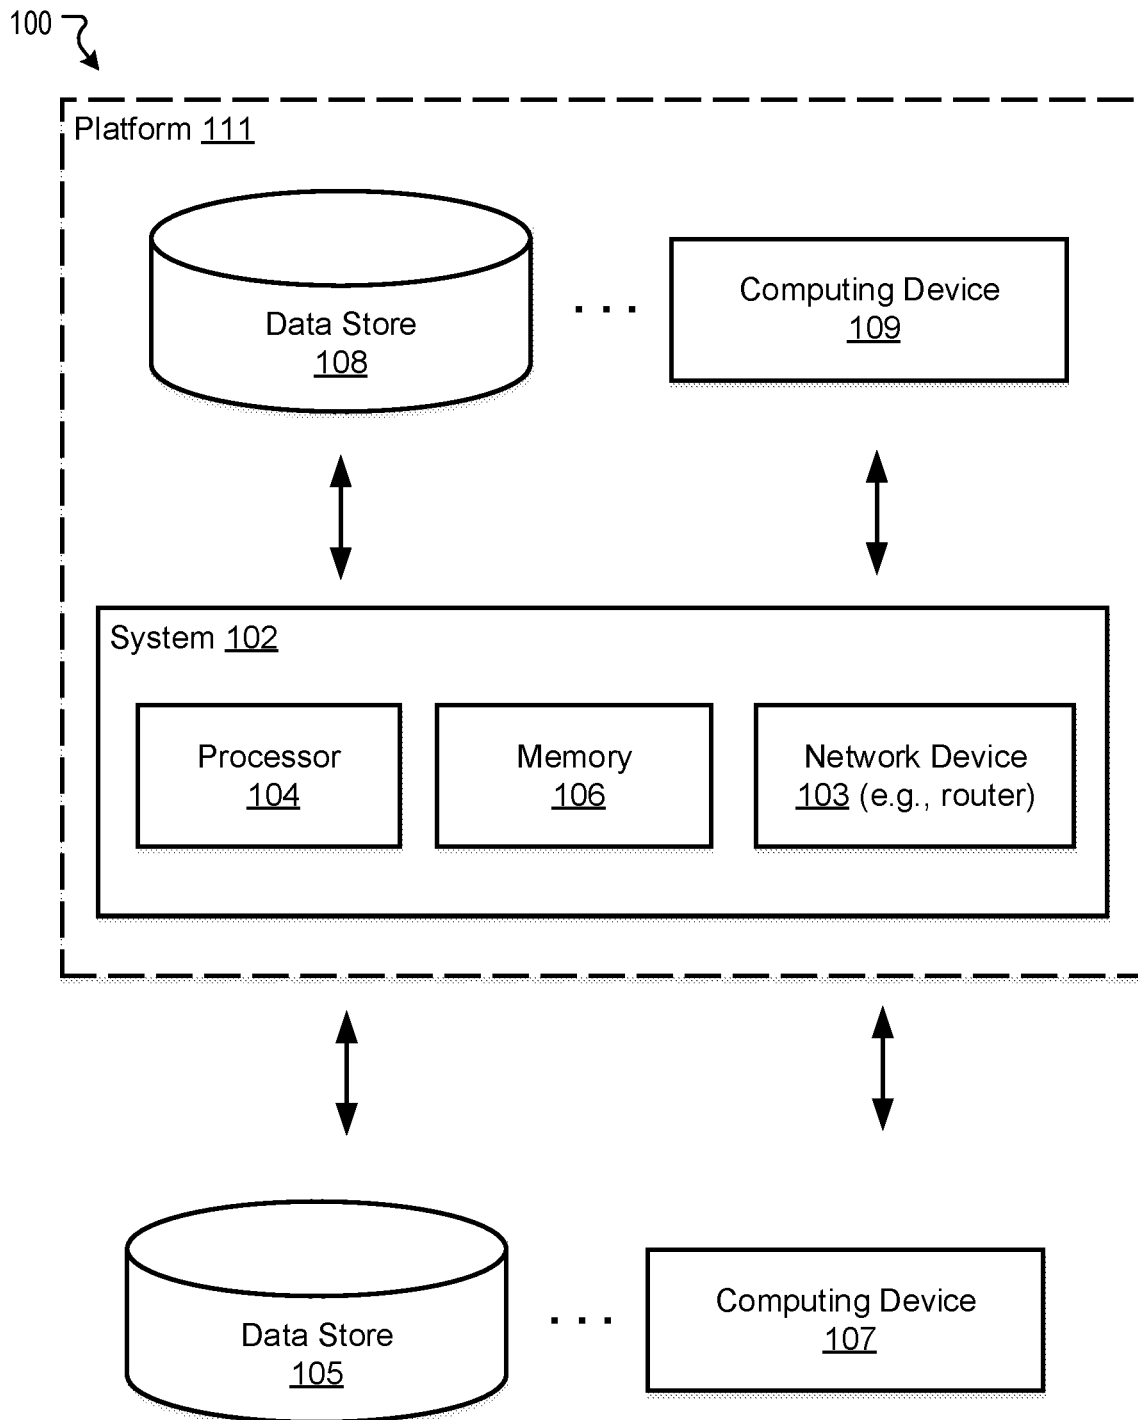 100
Platform 111
Data Store
108
. . .
Computing Device
109
System 102
Processor
104
Memory
106
Network Device
103 (e.g., router)
Data Store
105
. . .
Computing Device
107